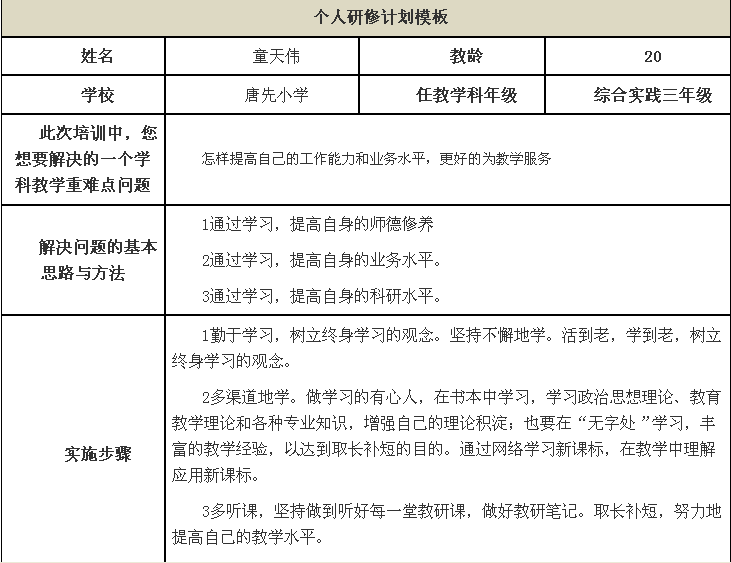 个人研修计划模板
姓名 童天伟 教龄 20
学校 唐先小学 任教学科年级 综合实践三年级
此次培训中，您
想要解决的一个学
科教学重难点问题
怎样提高自己的工作能力和业务水平，更好的为教学服务
解决问题的基本
思路与方法
1通过学习，提高自身的师德修养
2通过学习，提高自身的业务水平。
3通过学习，提高自身的科研水平。
实施步骤
1勤于学习，树立终身学习的观念。坚持不懈地学。活到老，学到老，树立
终身学习的观念。
2多渠道地学。做学习的有心人，在书本中学习，学习政治思想理论、教育
教学理论和各种专业知识，增强自己的理论积淀；也要在“无字处 ”学习，丰
富的教学经验，以达到取长补短的目的。通过网络学习新课标，在教学中理解
应用新课标。
3多听课，坚持做到听好每一堂教研课，做好教研笔记。取长补短，努力地
提高自己的教学水平。